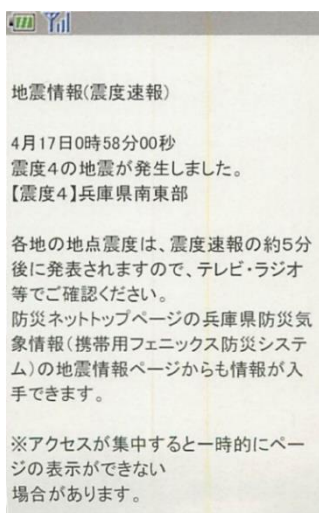 地震情報(震度速報)
4月17日0時58分00秒
震度4の地震が発生しました。
【震度4】兵庫県南東部
各地の地点震度は、震度速報の約5分
後に発表されますので、テレビ・ラジオ
等でご確認ください。
防災ネットトップページの兵庫県防災気
象情報(携帯用フェニックス防災システ
ム)の地震情報ページからも情報が入
手できます。
※アクセスが集中すると一時的にペー
ジの表示ができない
場合があります。